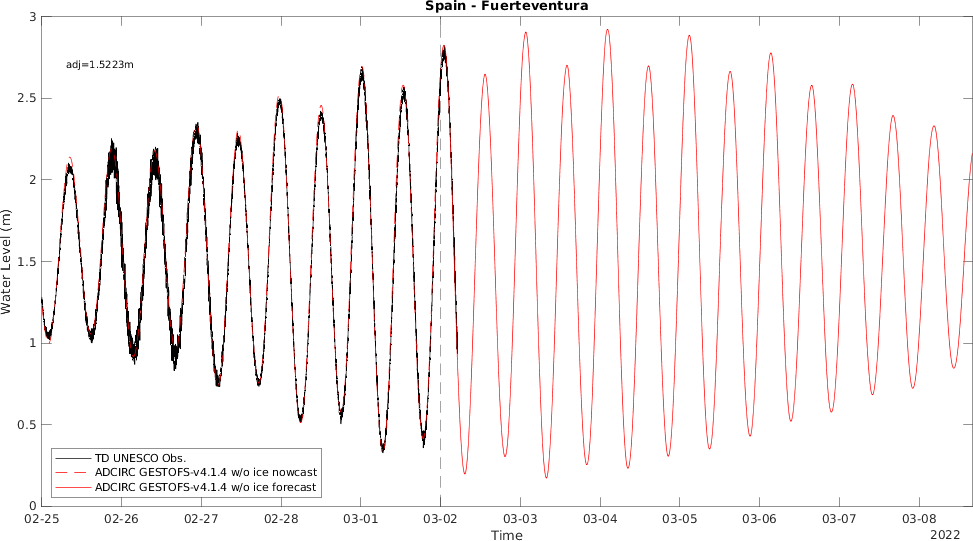 Spain - Fuerteventura
3
2.5
2
1.5
1
0.5
0
Water Level (m)
adj=1.5223m
TD UNESCO Obs.
ADCIRC GESTOFS-v4.1.4 w/o ice nowcast
ADCIRC GESTOFS-v4.1.4 w/o ice forecast
02-25 02-26 02-27 02-28 03-01 03-02 03-03 03-04 03-05 03-06 03-07 03-08
Time
2022